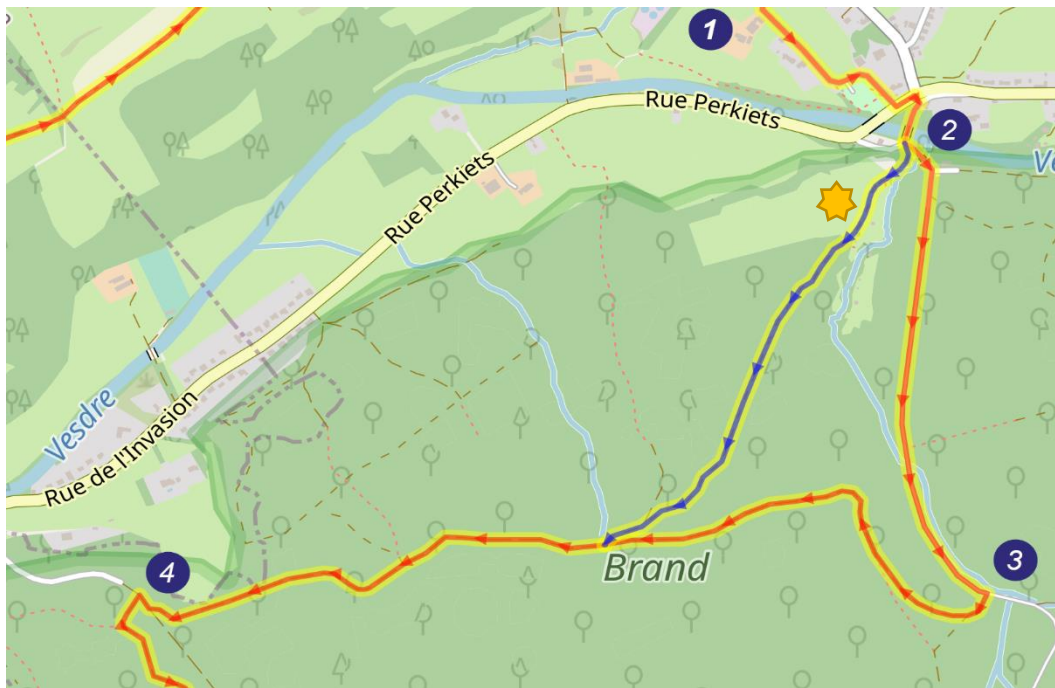 1
Rue Perkiets
2
Ve
Rue Perkiets
Vesdre
Rue de l'Invasion
Brand
3
4